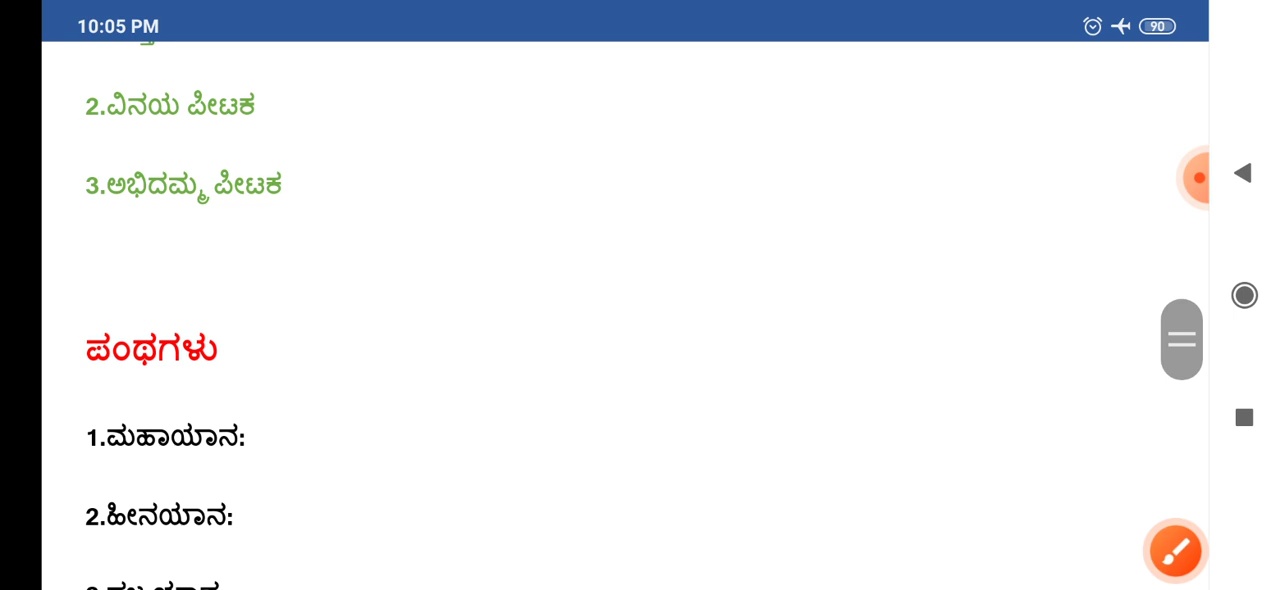 10:05 PM
90
2.ವಿನಯ ಪೀಟಕ
3.ಅಭಿದಮ್ಮ ಪೀಟಕ
ಪಂಥಗಳು
1.ಮಹಾಯಾನ:
2.ಹೀನಯಾನ: